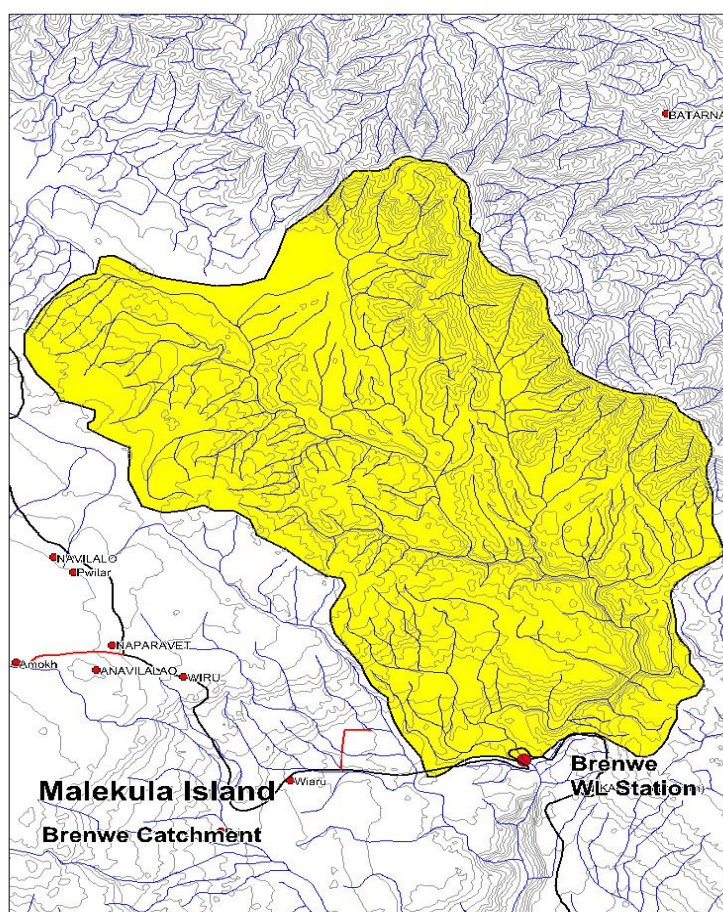 BATARNA
NAVILALO
Pwilar
NAPARAVET
Amokh
ANAVILALAO
WIRU
Brenwe
WL Station
Wiaru
Malekula Island
Brenwe Catchment